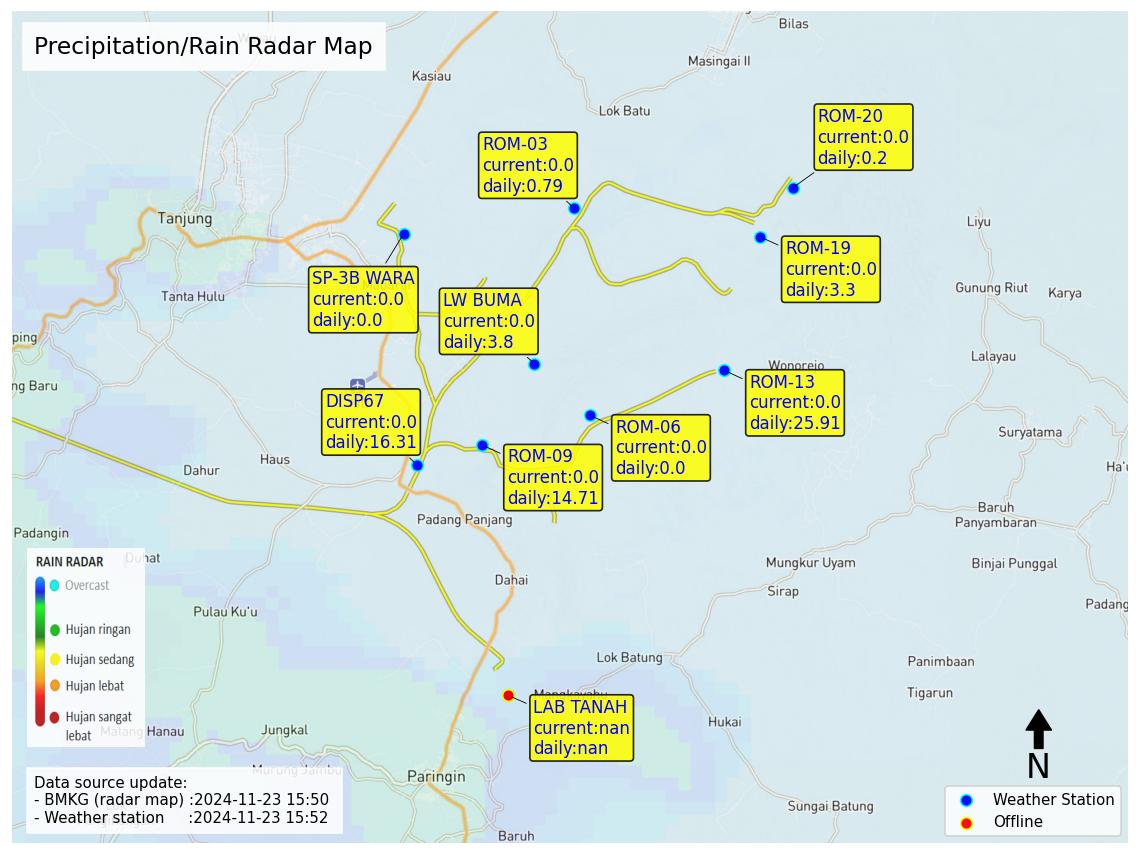 Precipitation/Rain Radar Map
Bilas
Masingai II
Kasiau
Lok Batu
ROM-20
current:0.0
daily:0.2
ROM-03
current:0.0
daily:0.79
Tanjung
Liyu
ROM-19
current:0.0
daily:3.3
SP-3B WARA
current:0.0
daily:0.0
Tanta Hulu
LW BUMA
current:0.0
daily:3.8
Gunung Riut
Karya
ping
Lalayau
Wonorejo
ng Baru
ROM-13
current:0.0
daily:25.91
DISP67
current:0.0
daily:16.31
ROM-06
current:0.0
daily:0.0
Suryatama
ROM-09
current:0.0
daily:14.71
Haus
Dahur
Ha'u
Padang Panjang
Baruh
Panyambaran
Padangin
Duhat
Mungkur Uyam
Binjai Punggal
Dahai
Sirap
Padang
Pulau Ku'u
RAIN RADAR
Overcast
Hujan ringan
Hujan sedang
Hujan lebat
Hujan sangat
lebat
Lok Batung
Panimbaan
Tigarun
Mangkayahu
LAB TANAH
current:nan
daily:nan
Hukai
Matang Hanau
Jungkal
Murung Jambu
Paringin
N
Data source update:
- BMKG (radar map) :2024-11-23 15:50
- Weather station :2024-11-23 15:52
Sungai Batung
Baruh
Weather Station
Offline